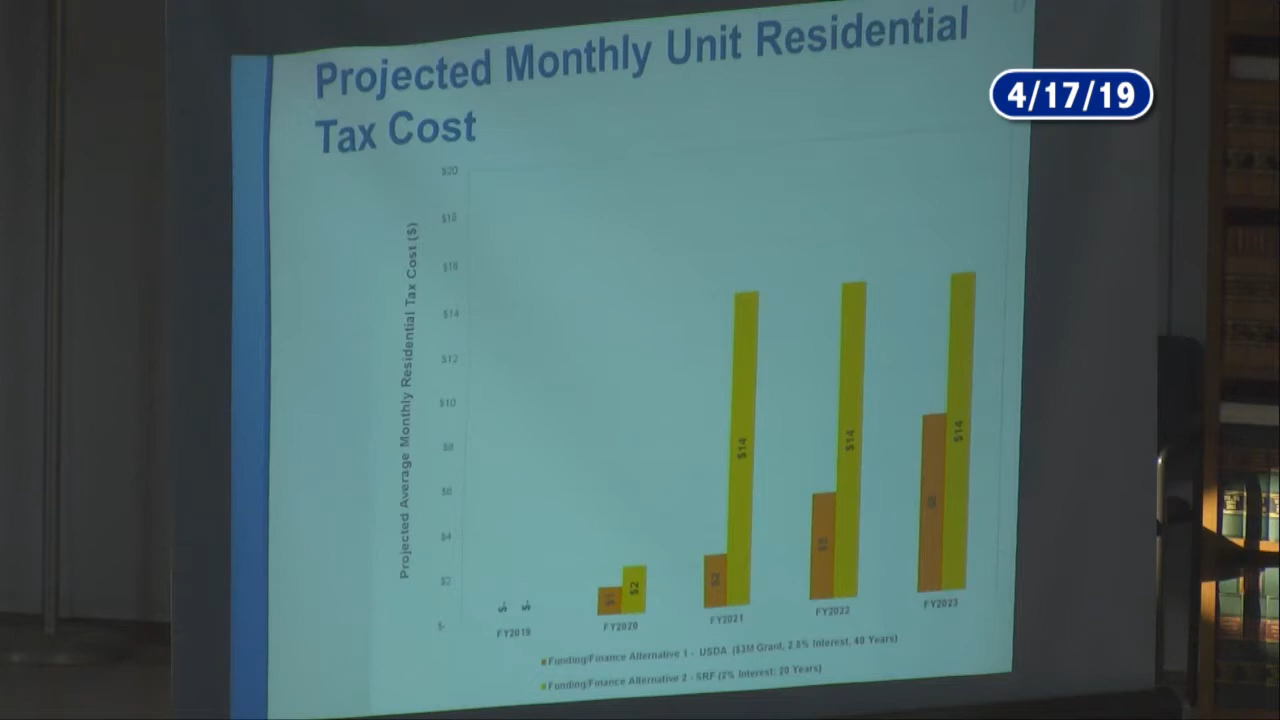 Projected Monthly Unit Residential
Tax Cost
4/17/19
Projected Average Monthly Residential Tax Cost ($)
$20
$18
$16
$14
$12
$10
$8
$6
$4
$2
$-
$- $- $1 $2 $2 $14 $5 $14 $8 $14
FY2019 FY2020 FY2021 FY2022 FY2023
Funding/Finance Alternative 1 - USDA ($3M Grant, Interest, 40 Years)
Funding/Finance Alternative 2 - SRF (2% Interest: 20 Years)